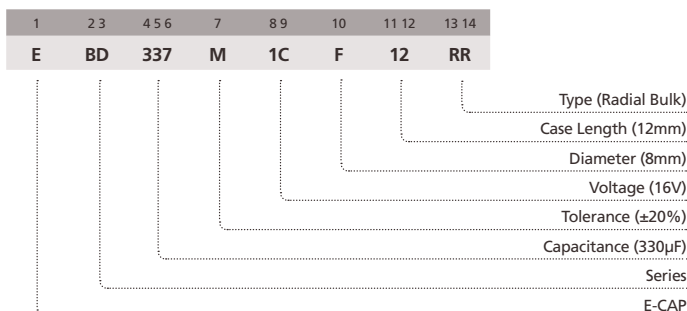 1 2 3 4 5 6 7 8 9 10 11 12 13 14
E BD 337 M 1C F 12 RR
Type (Radial Bulk)
Case Length (12mm)
Diameter (8mm)
Voltage (16V)
Tolerance (±20%)
Capacitance (330µF)
Series
E-CAP